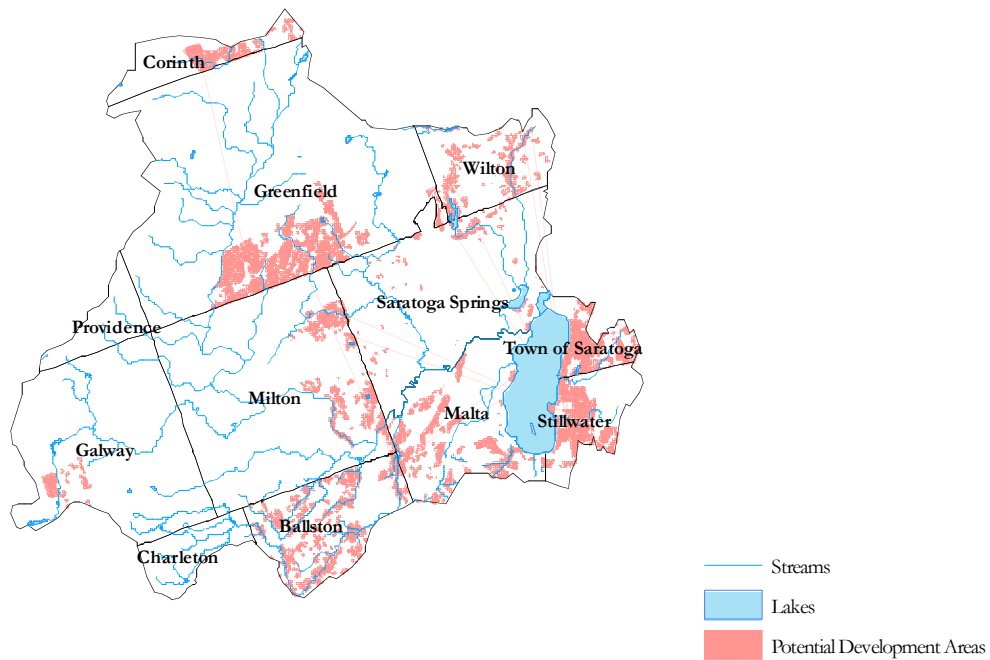 Corinth
Wilton
Greenfield
Saratoga Springs
Providence
Town of Saratoga
Milton
Malta
Stillwater
Galway
Ballston
Charleton
Streams
Lakes
Potential Development Areas